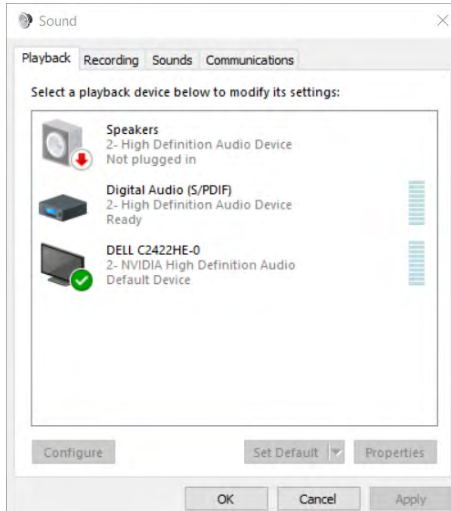 Sound
Playback Recording Sounds Communications
Select a playback device below to modify its settings:
Speakers
2- High Definition Audio Device
Not plugged in
Digital Audio (S/PDIF)
2- High Definition Audio Device
Ready
DELL C2422HE-0
2- NVIDIA High Definition Audio
Default Device
Configure Set Default Properties
OK Cancel Apply